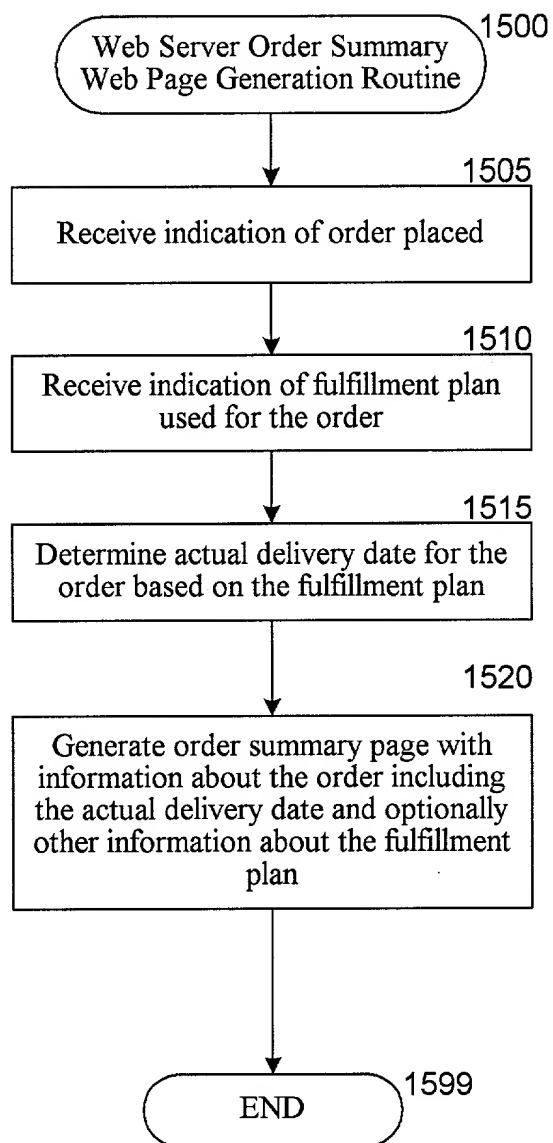 1500
Web Server Order Summary
Web Page Generation Routine
1505
Receive indication of order placed
1510
Receive indication of fulfillment plan
used for the order
1515
Determine actual delivery date for the
order based on the fulfillment plan
1520
Generate order summary page with
information about the order including
the actual delivery date and optionally
other information about the fulfillment
plan
1599
END